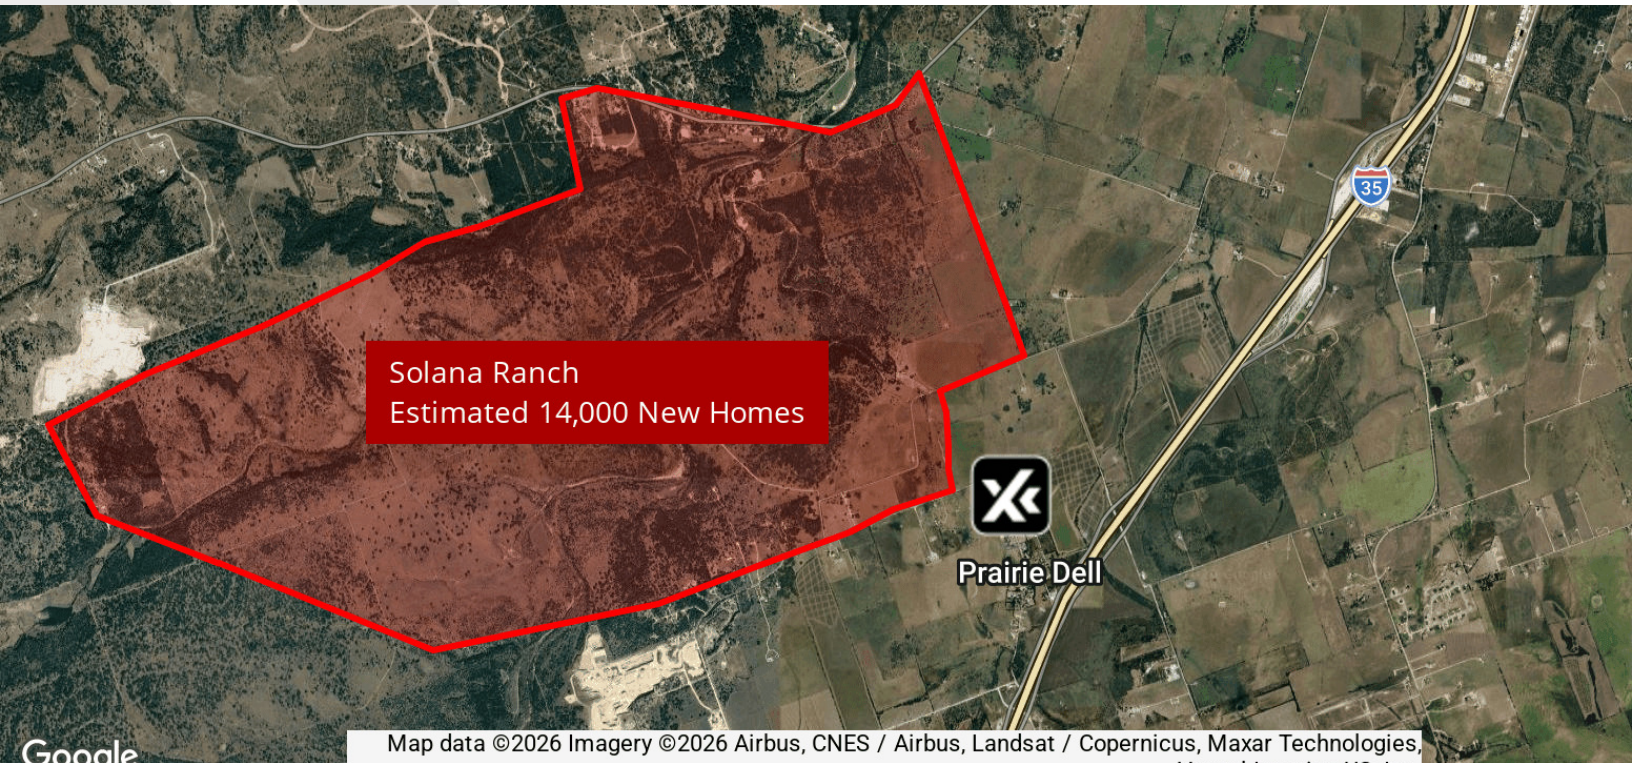 35
Solana Ranch
Estimated 14,000 New Homes
Prairie Dell
Google
Map data ©2026 Imagery ©2026 Airbus, CNES / Airbus, Landsat / Copernicus, Maxar Technologies,